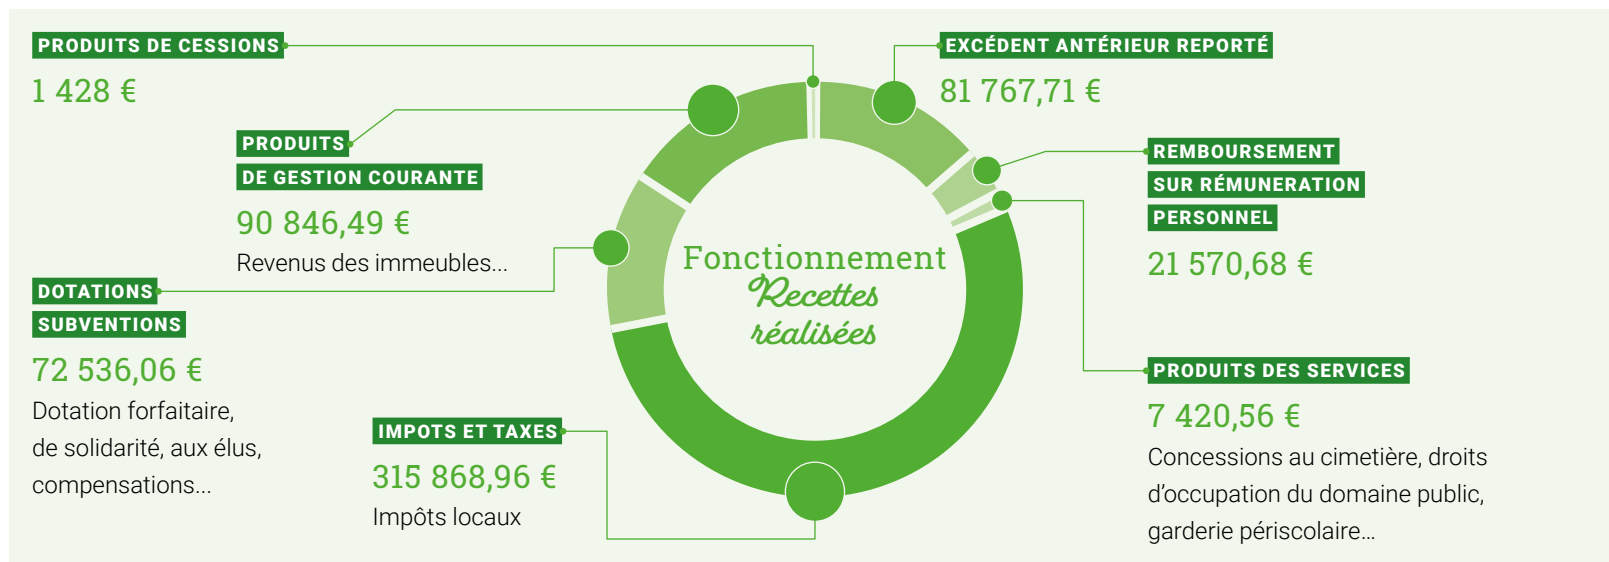 PRODUITS DE CESSIONS
1 428 €
PRODUITS
DE GESTION COURANTE
90 846,49 €
Revenus des immeubles...
DOTATIONS
SUBVENTIONS
72 536,06 €
Dotation forfaitaire,
de solidarité, aux élus,
compensations...
IMPOTS ET TAXES
315 868,96 €
Impôts locaux
Fonctionnement
Recettes
réalisées
EXCÉDENT ANTÉRIEUR REPORTÉ
81 767,71 €
REMBOURSEMENT
SUR RÉMUNERATION
PERSONNEL
21 570,68 €
PRODUITS DES SERVICES
7 420,56 €
Concessions au cimetière, droits
d’occupation du domaine public,
garderie périscolaire…